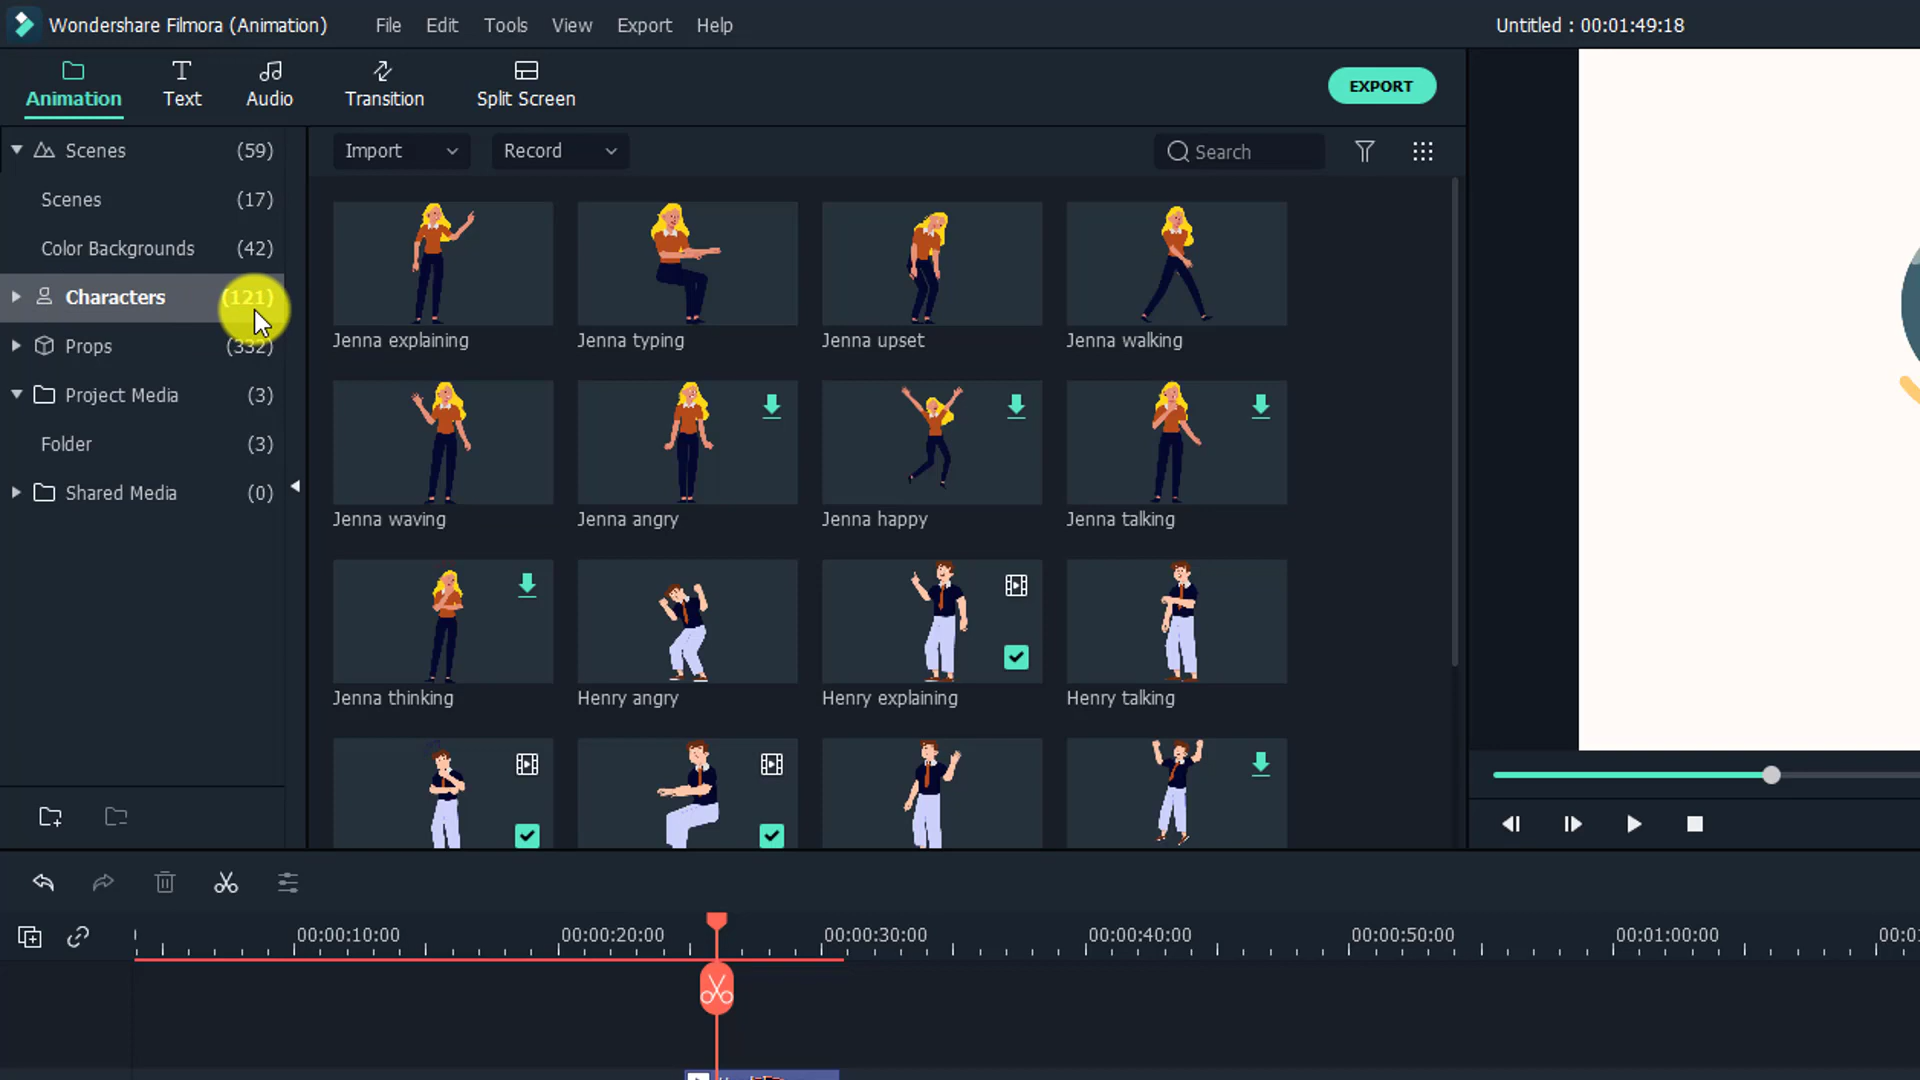 Wondershare Filmora (Animation)
File Edit Tools View Export Help
Untitled : 00:01:49:18
Animation Text Audio Transition Split Screen
EXPORT
Scenes (59)
Scenes (17)
Color Backgrounds (42)
Characters (121)
Props (332)
Project Media (3)
Folder (3)
Shared Media (0)
Import Record Search
Jenna explaining Jenna typing Jenna upset Jenna walking
Jenna waving Jenna angry Jenna happy Jenna talking
Jenna thinking Henry angry Henry explaining Henry talking
00:00:10:00 00:00:20:00 00:00:30:00 00:00:40:00 00:00:50:00 00:01:00:00